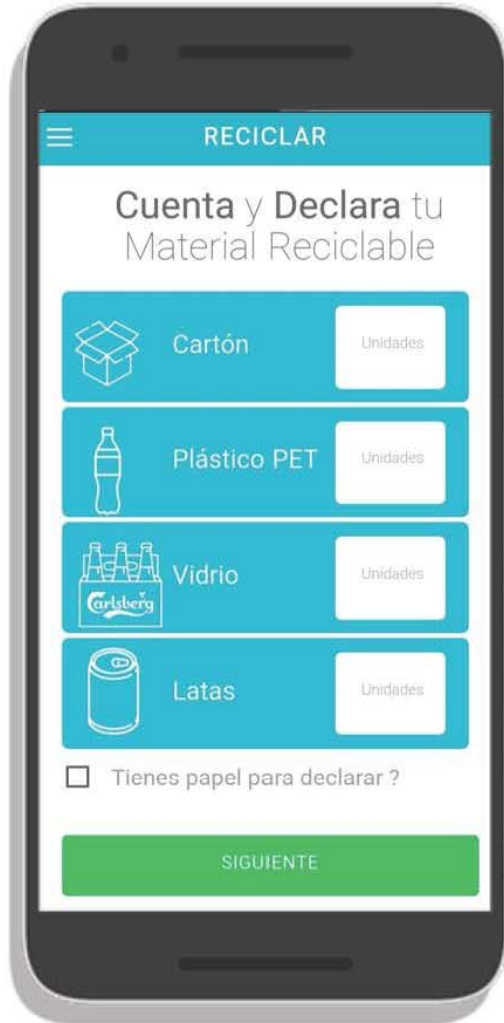 RECICLAR
Cuenta y Declara tu
Material Reciclable
Cartón
Unidades
Plástico PET
Unidades
Carlsberg
Vidrio
Unidades
Latas
Unidades
Tienes papel para declarar ?
SIGUIENTE